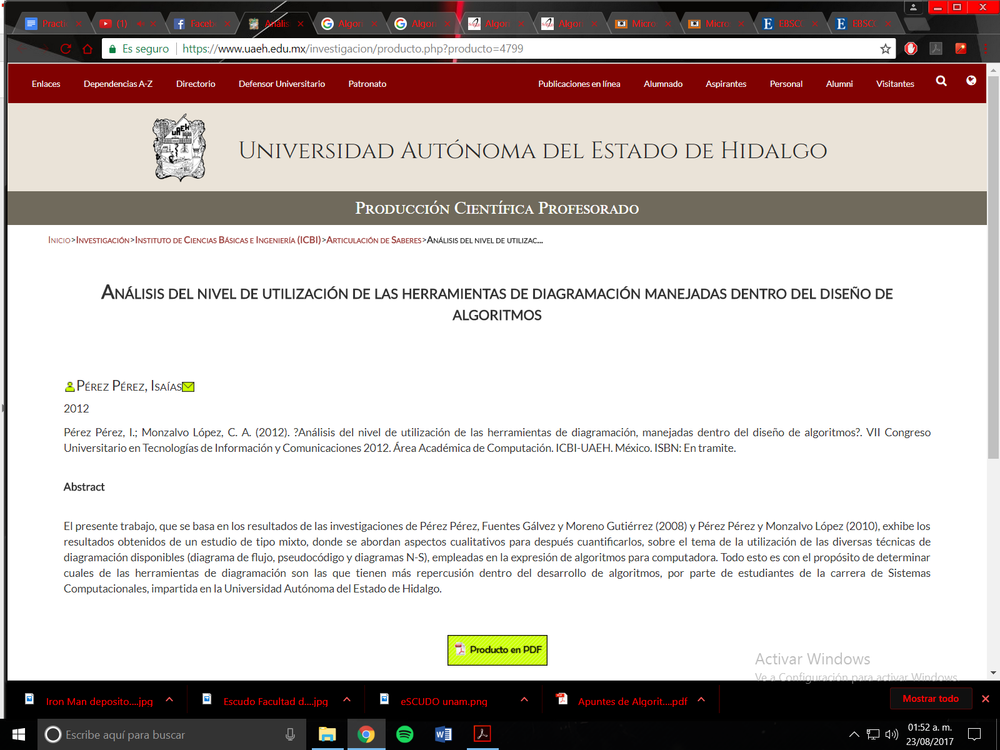 Practi
(1)
Faceb
Anális
Algor
Algori
Algori
Algori
Micro
Micro
EBSC
EBSC
Es seguro
https://www.uaeh.edu.mx/investigacion/producto.php?producto=4799
Enlaces Dependencias A-Z Directorio Defensor Universitario Patronato Publicaciones en línea Alumnado Aspirantes Personal Alumni Visitantes
UAEH
Universidad Autónoma del Estado de Hidalgo
Producción Científica Profesorado
Inicio>Investigación>Instituto de Ciencias Básicas e Ingeniería (ICBI)>Articulación de Saberes>Análisis del nivel de utilizac...
Análisis del nivel de utilización de las herramientas de diagramación manejadas dentro del diseño de
algoritmos
Pérez Pérez, Isaías
2012
Pérez Pérez, I.; Monzalvo López, C. A. (2012). ?Análisis del nivel de utilización de las herramientas de diagramación, manejadas dentro del diseño de algoritmos?. VII Congreso
Universitario en Tecnologías de Información y Comunicaciones 2012. Área Académica de Computación. ICBI-UAEH. México. ISBN: En tramite.
Abstract
El presente trabajo, que se basa en los resultados de las investigaciones de Pérez Pérez, Fuentes Gálvez y Moreno Gutiérrez (2008) y Pérez Pérez y Monzalvo López (2010), exhibe los
resultados obtenidos de un estudio de tipo mixto, donde se abordan aspectos cualitativos para después cuantificarlos, sobre el tema de la utilización de las diversas técnicas de
diagramación disponibles (diagrama de flujo, pseudocódigo y diagramas N-S), empleadas en la expresión de algoritmos para computadora. Todo esto es con el propósito de determinar
cuales de las herramientas de diagramación son las que tienen más repercusión dentro del desarrollo de algoritmos, por parte de estudiantes de la carrera de Sistemas
Computacionales, impartida en la Universidad Autónoma del Estado de Hidalgo.
Producto en PDF
Activar Windows
Ve a Configuración para activar Windows.
Iron Man deposito....jpg
Escudo Facultad d....jpg
eSCUDO unam.png
Apuntes de Algorit....pdf
Mostrar todo
Escribe aquí para buscar
01:52 a. m.
23/08/2017